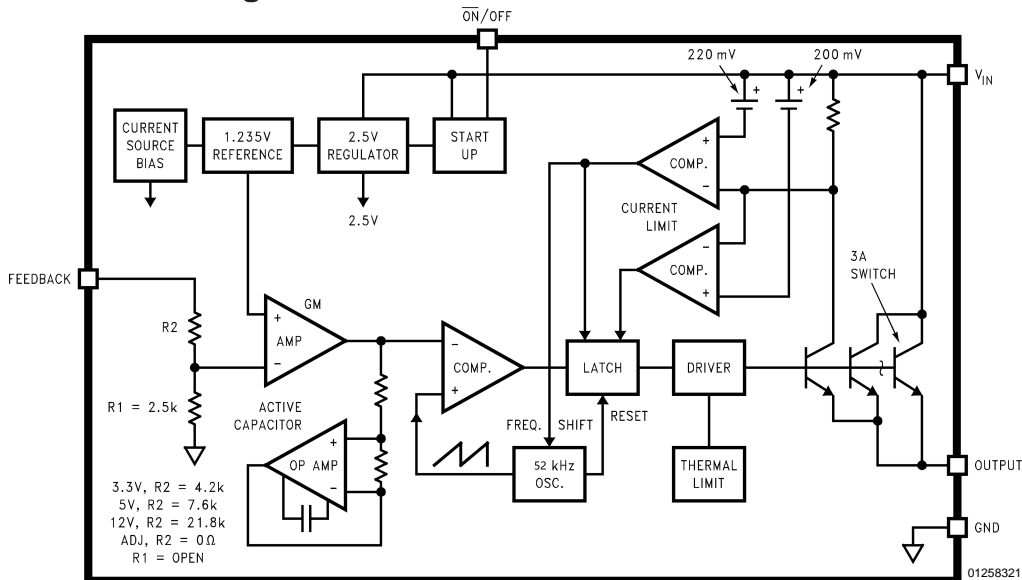 ON/OFF
220 mV
200 mV
+
+
VIN
CURRENT
SOURCE
BIAS
1.235V
REFERENCE
2.5V
REGULATOR
START
UP
2.5V
+
COMP.
−
CURRENT
LIMIT
−
COMP.
+
3A
SWITCH
FEEDBACK
R2
R1 = 2.5k
GM
+
AMP
−
−
COMP.
+
LATCH
DRIVER
FREQ. SHIFT
RESET
ACTIVE
CAPACITOR
+
OP AMP
−
52 kHz
OSC.
THERMAL
LIMIT
OUTPUT
GND
3.3V, R2 = 4.2k
5V, R2 = 7.6k
12V, R2 = 21.8k
ADJ, R2 = 0Ω
R1 = OPEN
01258321